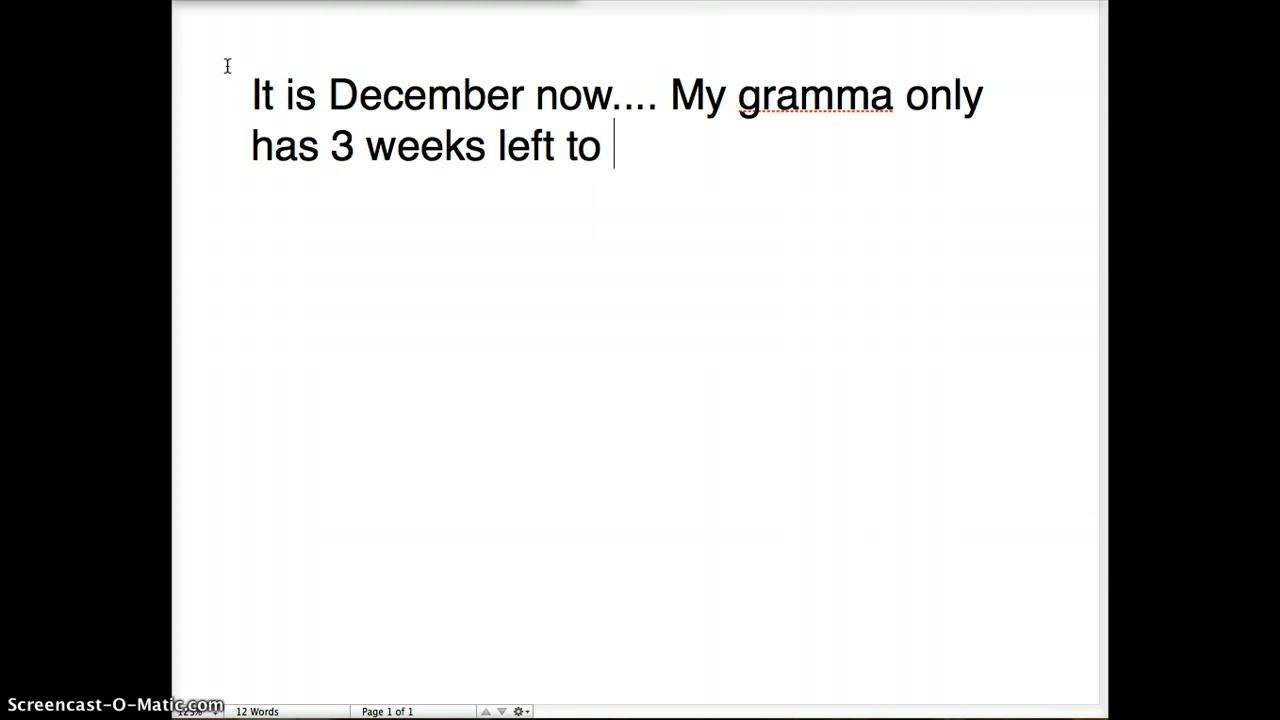 It is December now.... My gramma only
has 3 weeks left to
Screencast-O-Matic.com
12 Words
Page 1 of 1